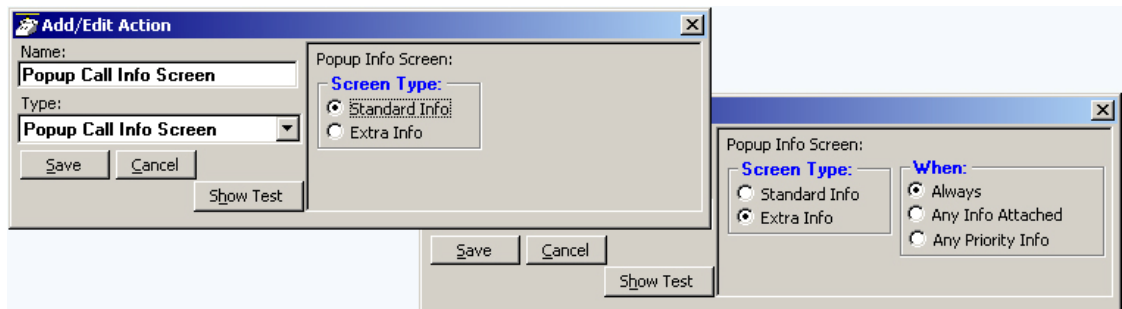 Add/Edit Action
Name:
Popup Call Info Screen
Type:
Popup Call Info Screen
Save Cancel
Show Test
Popup Info Screen:
Screen Type:
Standard Info
Extra Info
Popup Info Screen:
Screen Type:
Standard Info
Extra Info
When:
Always
Any Info Attached
Any Priority Info
Save Cancel
Show Test